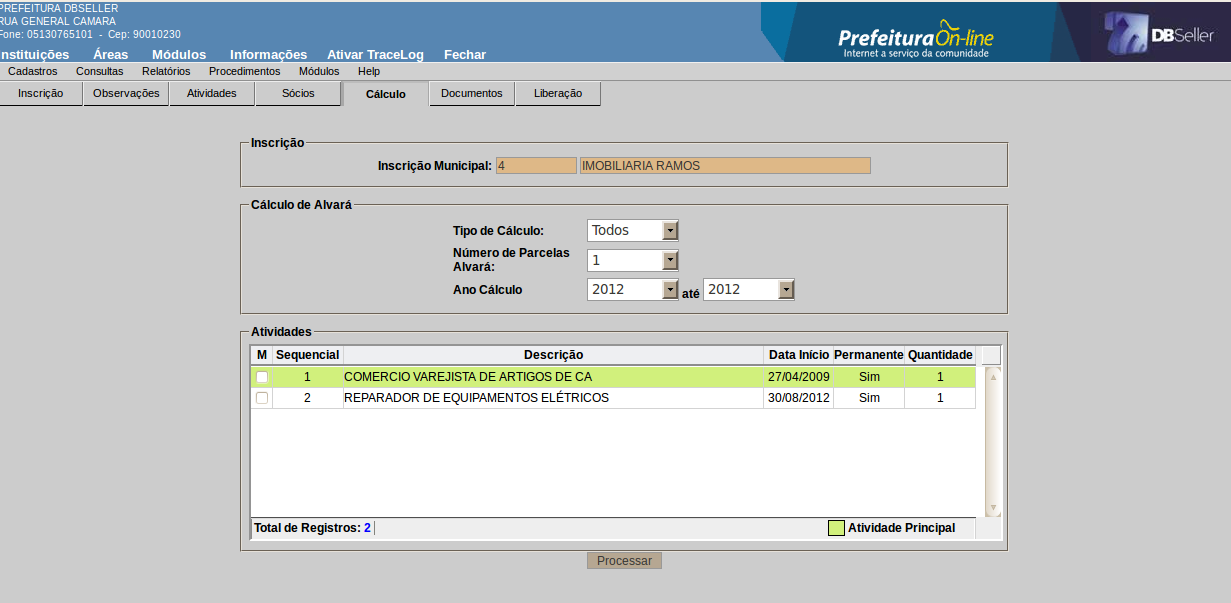 PREFEITURA DBSELLER
RUA GENERAL CAMARA
Fone: 05130765101 - Cep: 90010230
nstituições Áreas Módulos Informações Ativar TraceLog Fechar
PrefeituraOn-line
Internet a serviço da comunidade
DBSeller
Cadastros Consultas Relatórios Procedimentos Módulos Help
Inscrição Observações Atividades Sócios Cálculo Documentos Liberação
Inscrição
Inscrição Municipal: 4 IMOBILIARIA RAMOS
Cálculo de Alvará
Tipo de Cálculo: Todos
Número de Parcelas
Alvará: 1
Ano Cálculo 2012 até 2012
Atividades
M Sequencial Descrição Data Início Permanente Quantidade
1 COMERCIO VAREJISTA DE ARTIGOS DE CA 27/04/2009 Sim 1
2 REPARADOR DE EQUIPAMENTOS ELÉTRICOS 30/08/2012 Sim 1
Total de Registros: 2 Atividade Principal
Processar